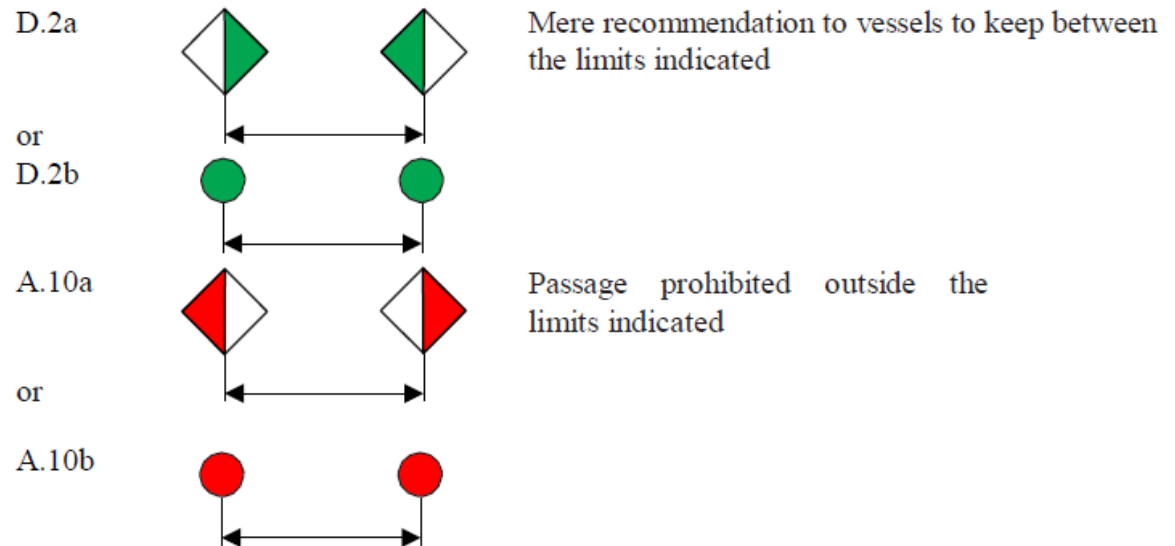 D.2a
Mere recommendation to vessels to keep between
the limits indicated
or
D.2b
A.10a
Passage prohibited outside the
limits indicated
or
A.10b